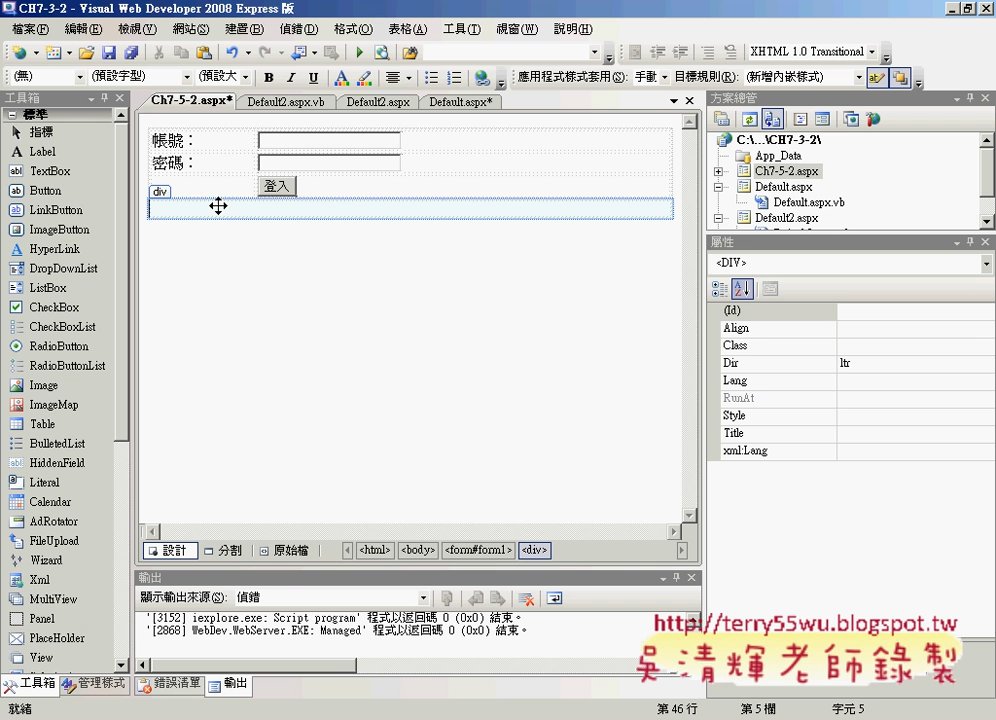 CH7-3-2 - Visual Web Developer 2008 Express 版
檔案(F) 編輯(E) 檢視(V) 網站(S) 建置(B) 偵錯(D) 格式(O) 表格(A) 工具(T) 視窗(W) 說明(H)
XHTML 1.0 Transitional
(無) (預設字型) (預設大 B I U A 應用程式樣式套用(S): 手動 目標規則(R): (新增內嵌樣式)
工具箱
標準
指標
Label
TextBox
Button
LinkButton
ImageButton
HyperLink
DropDownList
ListBox
CheckBox
CheckBoxList
RadioButton
RadioButtonList
Image
ImageMap
Table
BulletedList
HiddenField
Literal
Calendar
AdRotator
FileUpload
Wizard
Xml
MultiView
Panel
PlaceHolder
View
工具箱 管理樣式
Ch7-5-2.aspx* Default2.aspx.vb Default2.aspx Default.aspx*
帳號：
密碼：
登入
div
設計 分割 原始檔 <html> <body> <form#form1> <div>
輸出
顯示輸出來源(S): 偵錯
'[3152] iexplore.exe: Script program' 程式以返回碼 0 (0x0) 結束。
'[2868] WebDev.WebServer.EXE: Managed' 程式以返回碼 0 (0x0) 結束。
錯誤清單 輸出
方案總管
C:\...\CH7-3-2\
App_Data
Ch7-5-2.aspx
Default.aspx
Default.aspx.vb
Default2.aspx
屬性
<DIV>
(Id)
Align
Class
Dir ltr
Lang
RunAt
Style
Title
xml:Lang
http://terry55wu.blogspot.tw
吳清輝老師錄製
就緒 第 46 行 第 5 欄 字元 5